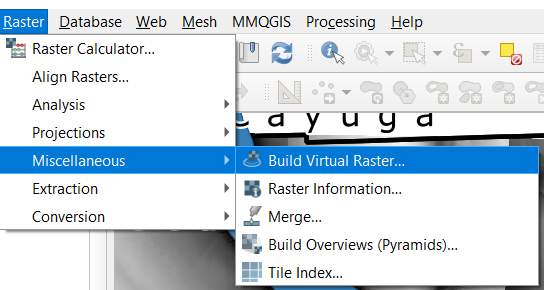 Raster Database Web Mesh MMQGIS Processing Help
Raster Calculator...
Align Rasters...
Analysis
Projections
Miscellaneous
Extraction
Conversion
Build Virtual Raster...
Raster Information...
Merge...
Build Overviews (Pyramids)...
Tile Index...
c a y u g a